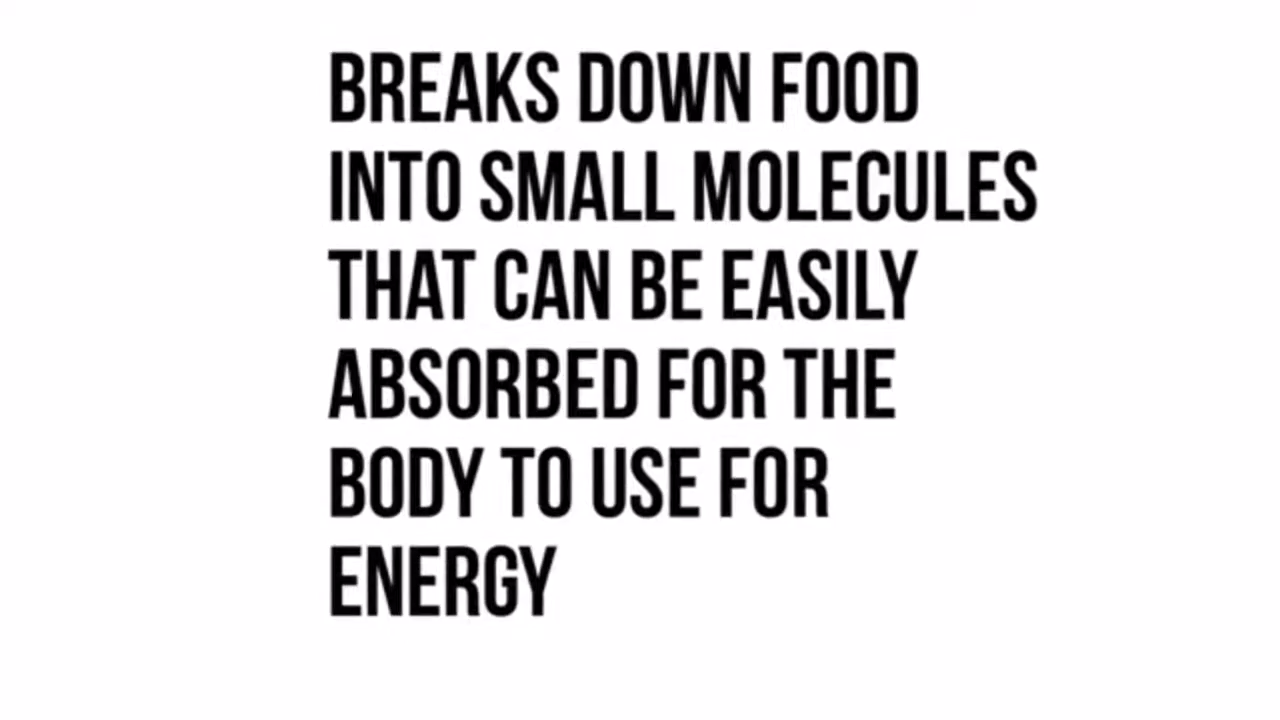 BREAKS DOWN FOOD
INTO SMALL MOLECULES
THAT CAN BE EASILY
ABSORBED FOR THE
BODY TO USE FOR
ENERGY